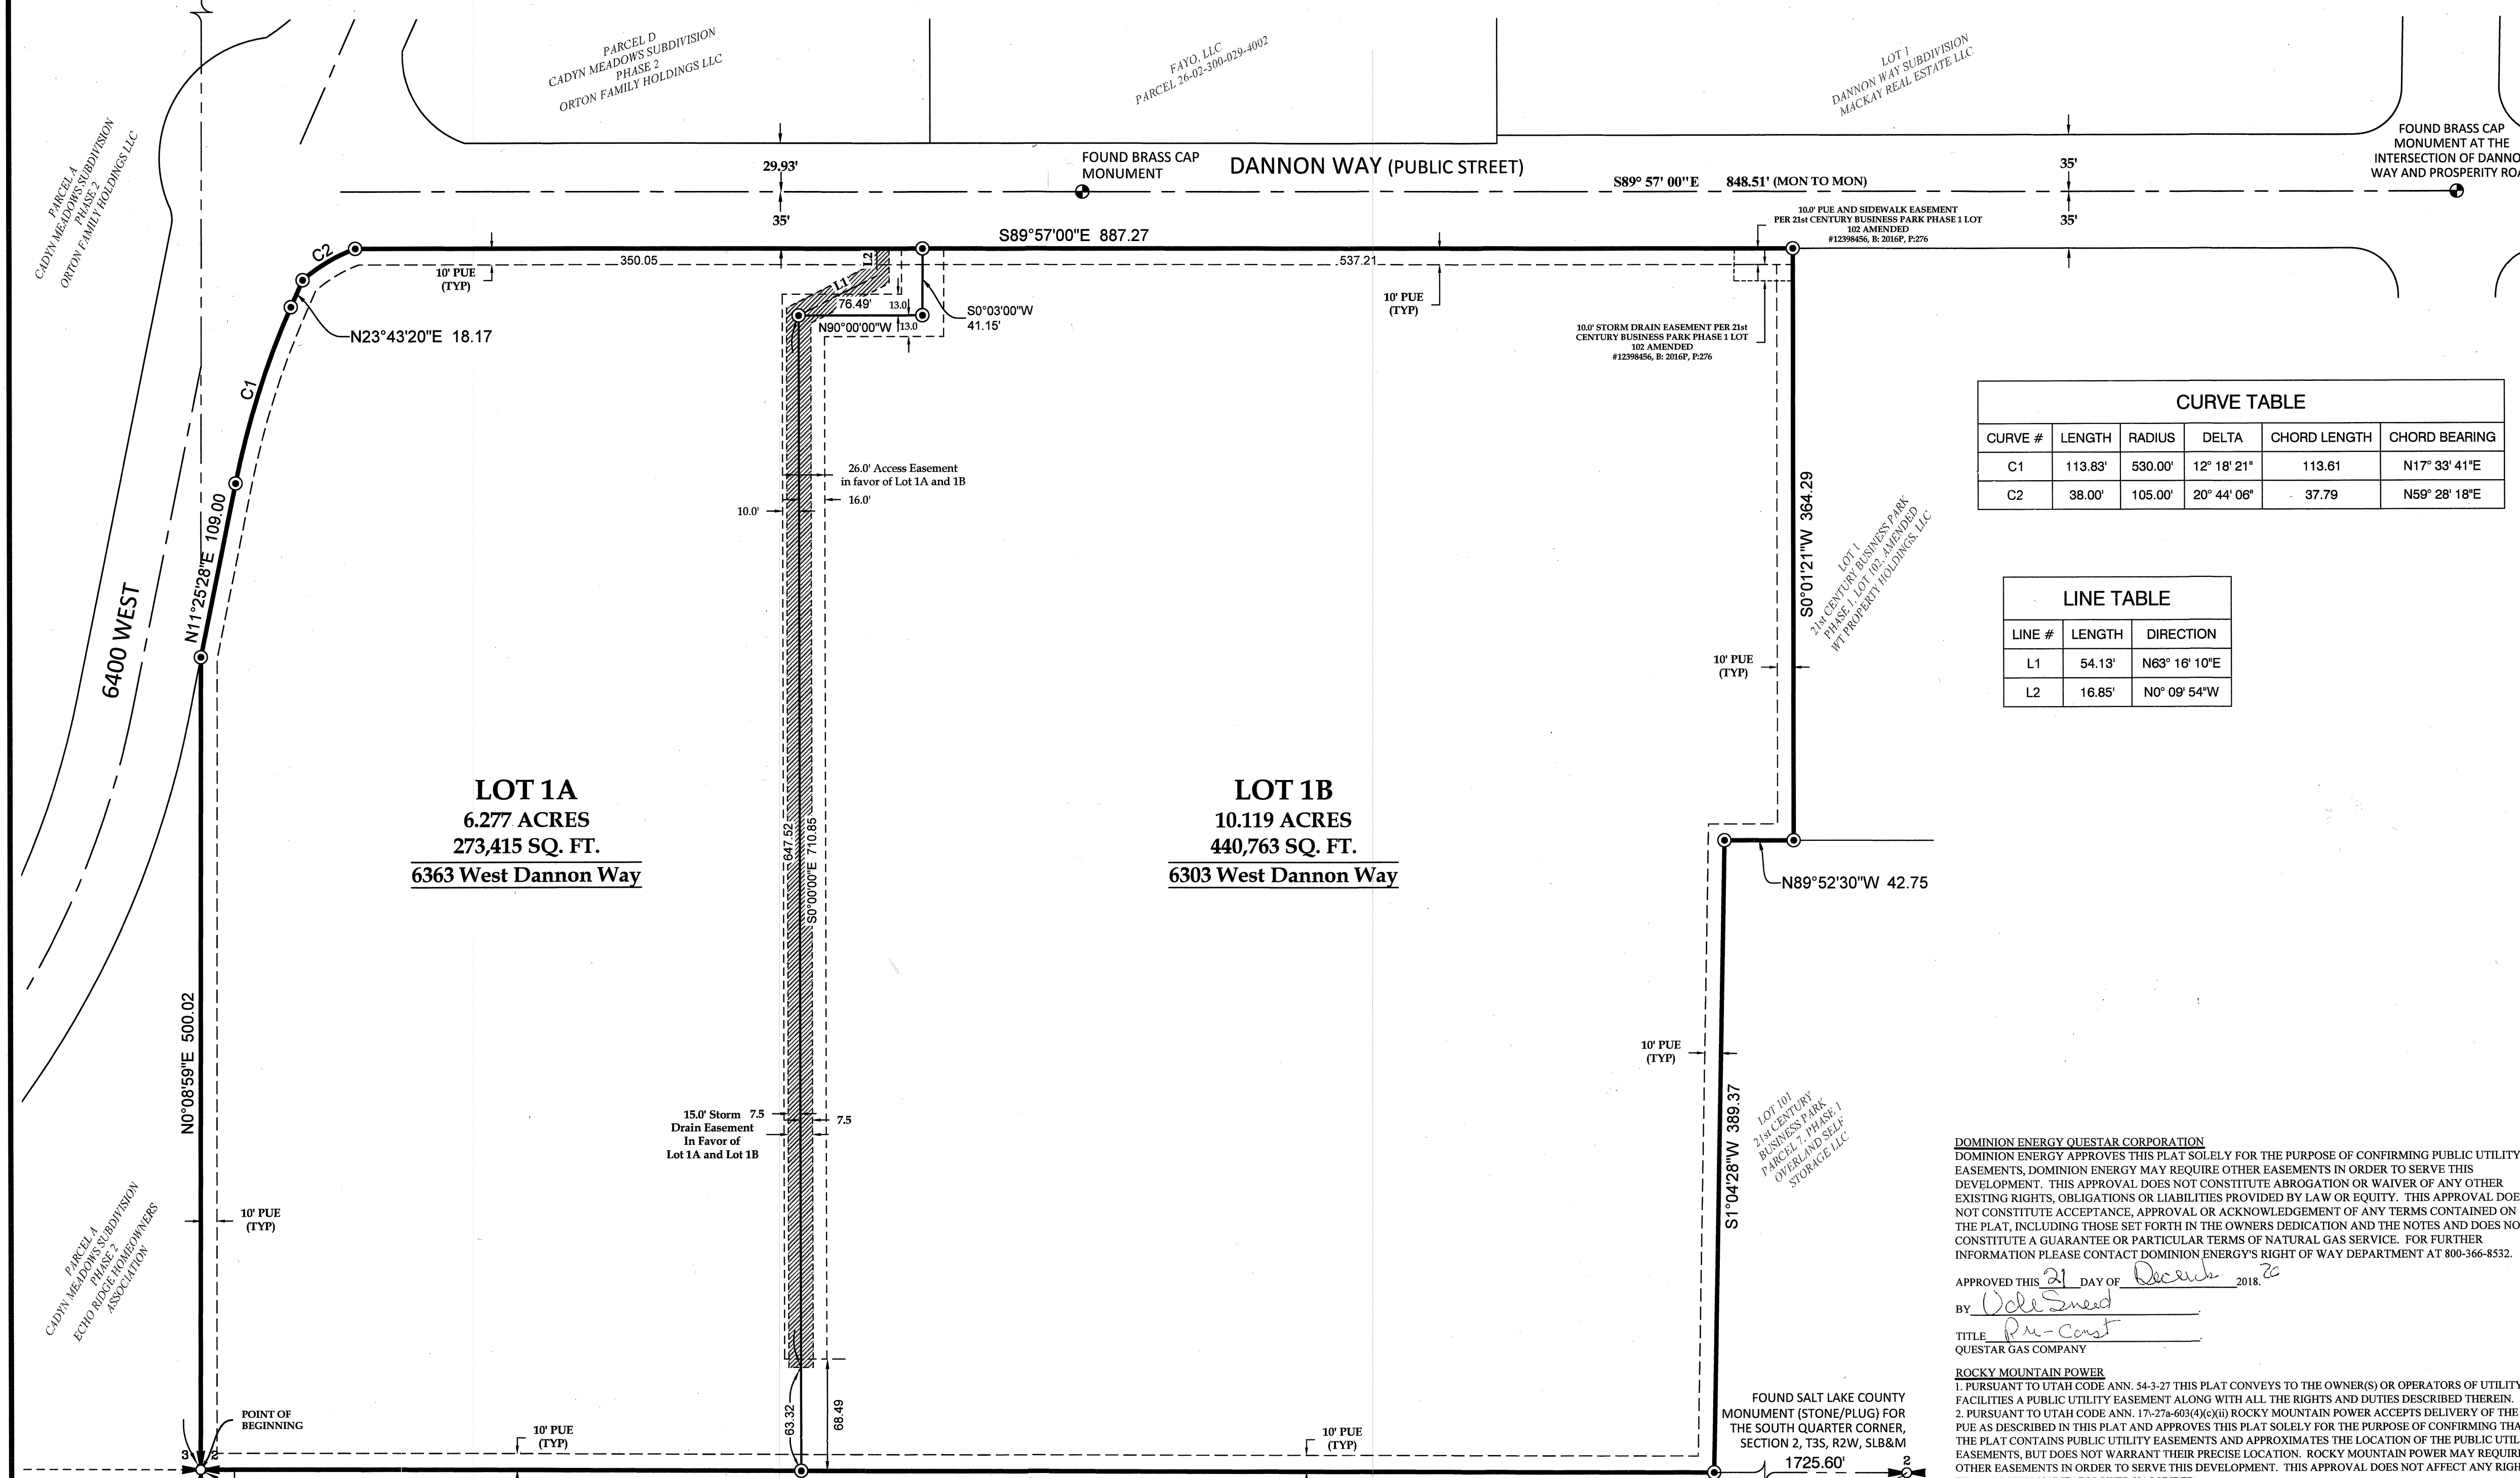 PARCEL D
CADYN MEADOWS SUBDIVISION
PHASE 2
ORTON FAMILY HOLDINGS LLC
FAYO, LLC
PARCEL 26-02-300-029-4002
LOT 1
DANNON WAY SUBDIVISION
MACKAY REAL ESTATE LLC
PARCEL A
CADYN MEADOWS SUBDIVISION
PHASE 2
ORTON FAMILY HOLDINGS LLC
FOUND BRASS CAP
MONUMENT AT THE
INTERSECTION OF DANNO
WAY AND PROSPERITY ROA
29.93'
FOUND BRASS CAP
MONUMENT
DANNON WAY (PUBLIC STREET)
35'
S89° 57' 00"E 848.51' (MON TO MON)
35'
35'
10.0' PUE AND SIDEWALK EASEMENT
PER 21st CENTURY BUSINESS PARK PHASE 1 LOT
102 AMENDED
#12398456, B: 2016P, P:276
S89°57'00"E 887.27
C2
350.05
537.21
10' PUE
(TYP)
L2
L1
76.49'
13.0
N90°00'00"W
13.0
S0°03'00"W
41.15'
10' PUE
(TYP)
10.0' STORM DRAIN EASEMENT PER 21st
CENTURY BUSINESS PARK PHASE 1 LOT
102 AMENDED
#12398456, B: 2016P, P:276
N23°43'20"E 18.17
C1
CURVE TABLE
CURVE # LENGTH RADIUS DELTA CHORD LENGTH CHORD BEARING
C1 113.83' 530.00' 12° 18' 21" 113.61 N17° 33' 41"E
C2 38.00' 105.00' 20° 44' 06" 37.79 N59° 28' 18"E
26.0' Access Easement
in favor of Lot 1A and 1B
16.0'
10.0'
N11°25'28"E 109.00
S0°01'21"W 364.29
LOT 1
21st CENTURY BUSINESS PARK
PHASE 1, LOT 102, AMENDED
WT PROPERTY HOLDINGS, LLC
LINE TABLE
LINE # LENGTH DIRECTION
L1 54.13' N63° 16' 10"E
L2 16.85' N0° 09' 54"W
6400 WEST
10' PUE
(TYP)
LOT 1A
6.277 ACRES
273,415 SQ. FT.
6363 West Dannon Way
647.52
S0°00'00"E 710.85
LOT 1B
10.119 ACRES
440,763 SQ. FT.
6303 West Dannon Way
N89°52'30"W 42.75
N0°08'59"E 500.02
10' PUE
(TYP)
15.0' Storm 7.5
Drain Easement
In Favor of
Lot 1A and Lot 1B
7.5
S1°04'28"W 389.37
LOT 101
21st CENTURY
BUSINESS PARK
PARCEL 7, PHASE 1
OVERLAND SELF
STORAGE LLC
10' PUE
(TYP)
PARCEL A
CADYN MEADOWS SUBDIVISION
PHASE 2
ECHO RIDGE HOMEOWNERS
ASSOCIATION
DOMINION ENERGY QUESTAR CORPORATION
DOMINION ENERGY APPROVES THIS PLAT SOLELY FOR THE PURPOSE OF CONFIRMING PUBLIC UTILITY
EASEMENTS, DOMINION ENERGY MAY REQUIRE OTHER EASEMENTS IN ORDER TO SERVE THIS
DEVELOPMENT. THIS APPROVAL DOES NOT CONSTITUTE ABROGATION OR WAIVER OF ANY OTHER
EXISTING RIGHTS, OBLIGATIONS OR LIABILITIES PROVIDED BY LAW OR EQUITY. THIS APPROVAL DOE
NOT CONSTITUTE ACCEPTANCE, APPROVAL OR ACKNOWLEDGEMENT OF ANY TERMS CONTAINED ON
THE PLAT, INCLUDING THOSE SET FORTH IN THE OWNERS DEDICATION AND THE NOTES AND DOES NO
CONSTITUTE A GUARANTEE OR PARTICULAR TERMS OF NATURAL GAS SERVICE. FOR FURTHER
INFORMATION PLEASE CONTACT DOMINION ENERGY'S RIGHT OF WAY DEPARTMENT AT 800-366-8532.
APPROVED THIS 21 DAY OF 2018. 20
BY
TITLE Pre-Const
QUESTAR GAS COMPANY
ROCKY MOUNTAIN POWER
1. PURSUANT TO UTAH CODE ANN. 54-3-27 THIS PLAT CONVEYS TO THE OWNER(S) OR OPERATORS OF UTILITY
FACILITIES A PUBLIC UTILITY EASEMENT ALONG WITH ALL THE RIGHTS AND DUTIES DESCRIBED THEREIN.
2. PURSUANT TO UTAH CODE ANN. 17\-27a-603(4)(c)(ii) ROCKY MOUNTAIN POWER ACCEPTS DELIVERY OF THE
PUE AS DESCRIBED IN THIS PLAT AND APPROVES THIS PLAT SOLELY FOR THE PURPOSE OF CONFIRMING THA
THE PLAT CONTAINS PUBLIC UTILITY EASEMENTS AND APPROXIMATES THE LOCATION OF THE PUBLIC UTIL
EASEMENTS, BUT DOES NOT WARRANT THEIR PRECISE LOCATION. ROCKY MOUNTAIN POWER MAY REQUIR
OTHER EASEMENTS IN ORDER TO SERVE THIS DEVELOPMENT. THIS APPROVAL DOES NOT AFFECT ANY RIG
POINT OF
BEGINNING
3 2
10' PUE
(TYP)
63.32
68.49
10' PUE
(TYP)
FOUND SALT LAKE COUNTY
MONUMENT (STONE/PLUG) FOR
THE SOUTH QUARTER CORNER,
SECTION 2, T3S, R2W, SLB&M
1725.60'
2